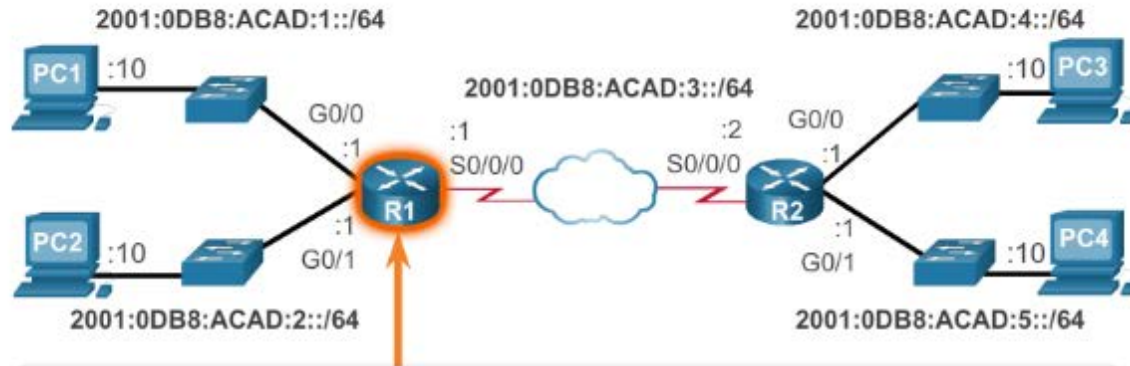 2001:0DB8:ACAD:1::/64
2001:0DB8:ACAD:4::/64
PC1
:10
:10
PC3
2001:0DB8:ACAD:3::/64
G0/0
:1
:1
S0/0/0
:2
S0/0/0
G0/0
:1
R1
R2
PC2
:10
:1
G0/1
:1
G0/1
:10
PC4
2001:0DB8:ACAD:2::/64
2001:0DB8:ACAD:5::/64